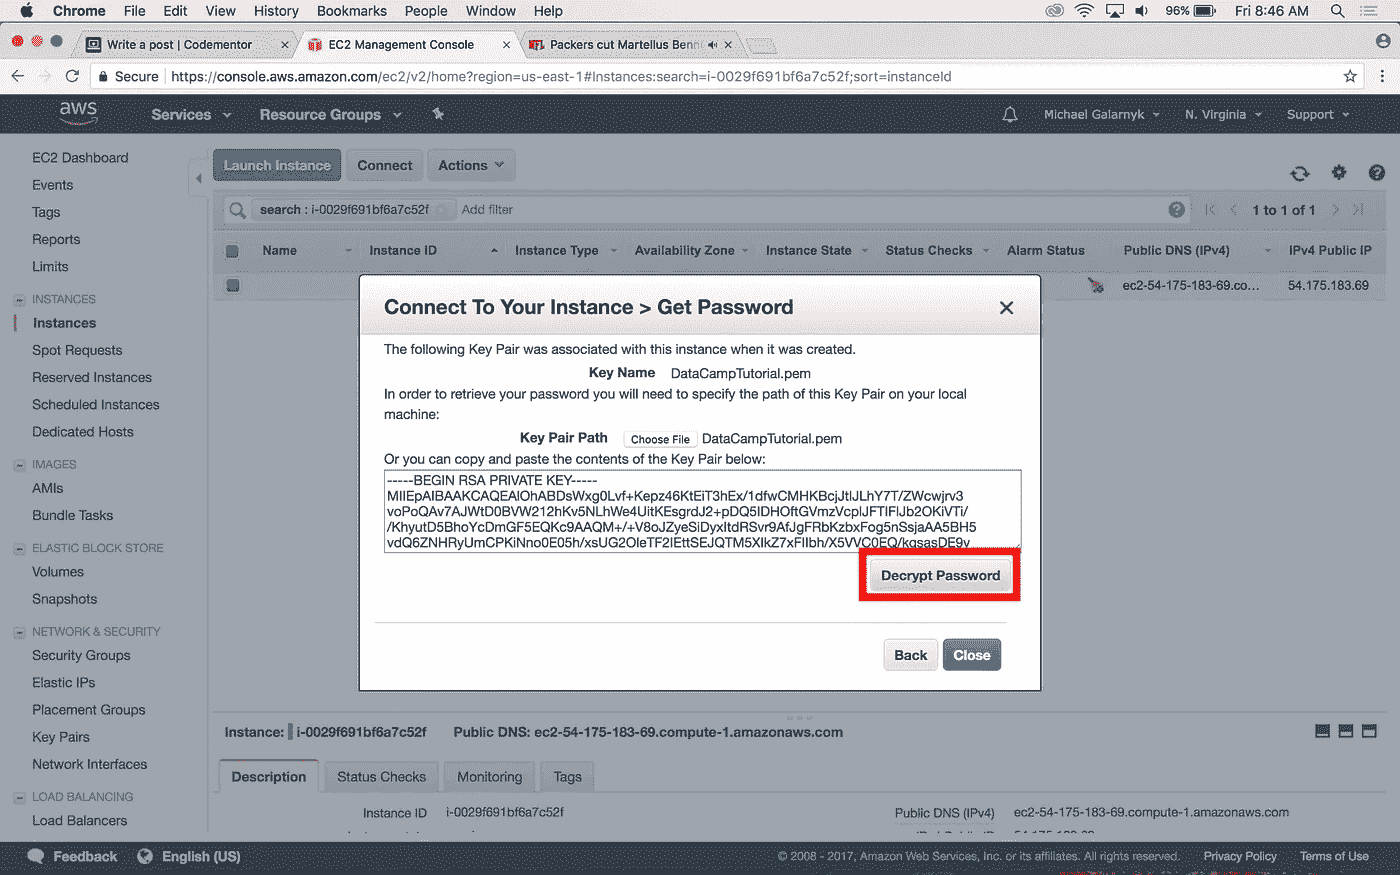 Chrome File Edit View History Bookmarks People Window Help 96% Fri 8:46 AM
Write a post | Codementor EC2 Management Console Packers cut Martellus Benn
Secure https://console.aws.amazon.com/ec2/v2/home?region=us-east-1#Instances:search=i-0029f691bf6a7c52f;sort=instanceId
aws Services Resource Groups Michael Galarnyk N. Virginia Support
EC2 Dashboard
Events
Tags
Reports
Limits
INSTANCES
Instances
Spot Requests
Reserved Instances
Scheduled Instances
Dedicated Hosts
IMAGES
AMIs
Bundle Tasks
ELASTIC BLOCK STORE
Volumes
Snapshots
NETWORK & SECURITY
Security Groups
Elastic IPs
Placement Groups
Key Pairs
Network Interfaces
LOAD BALANCING
Load Balancers
Launch Instance Connect Actions
search : i-0029f691bf6a7c52f Add filter 1 to 1 of 1
Name Instance ID Instance Type Availability Zone Instance State Status Checks Alarm Status Public DNS (IPv4) IPv4 Public IP
ec2-54-175-183-69.co... 54.175.183.69
Connect To Your Instance > Get Password
The following Key Pair was associated with this instance when it was created.
Key Name DataCampTutorial.pem
In order to retrieve your password you will need to specify the path of this Key Pair on your local
machine:
Key Pair Path Choose File DataCampTutorial.pem
Or you can copy and paste the contents of the Key Pair below:
-----BEGIN RSA PRIVATE KEY-----
Decrypt Password
Back Close
Instance: i-0029f691bf6a7c52f Public DNS: ec2-54-175-183-69.compute-1.amazonaws.com
Description Status Checks Monitoring Tags
Instance ID i-0029f691bf6a7c52f Public DNS (IPv4) ec2-54-175-183-69.compute-1.amazonaws.com
Feedback English (US) © 2008 - 2017, Amazon Web Services, Inc. or its affiliates. All rights reserved. Privacy Policy Terms of Use